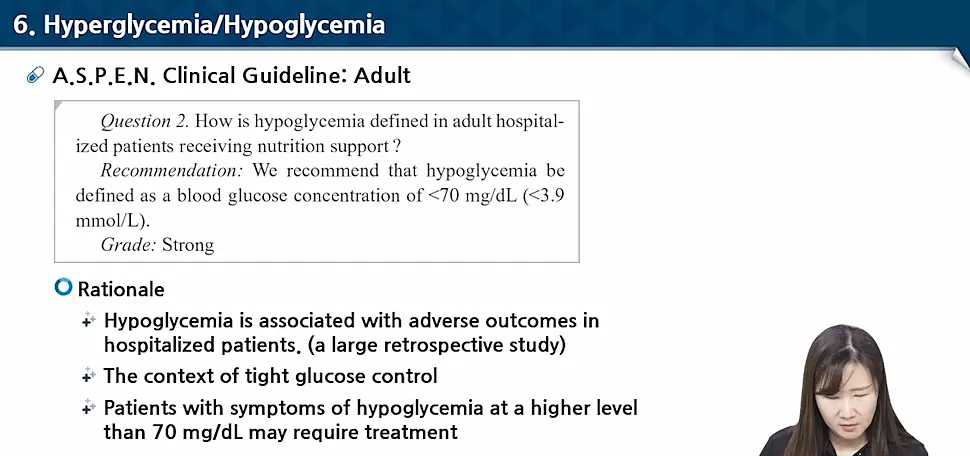 6. Hyperglycemia/Hypoglycemia
A.S.P.E.N. Clinical Guideline: Adult
Question 2. How is hypoglycemia defined in adult hospital-
ized patients receiving nutrition support ?
Recommendation: We recommend that hypoglycemia be
defined as a blood glucose concentration of <70 mg/dL (<3.9
mmol/L).
Grade: Strong
Rationale
Hypoglycemia is associated with adverse outcomes in
hospitalized patients. (a large retrospective study)
The context of tight glucose control
Patients with symptoms of hypoglycemia at a higher level
than 70 mg/dL may require treatment